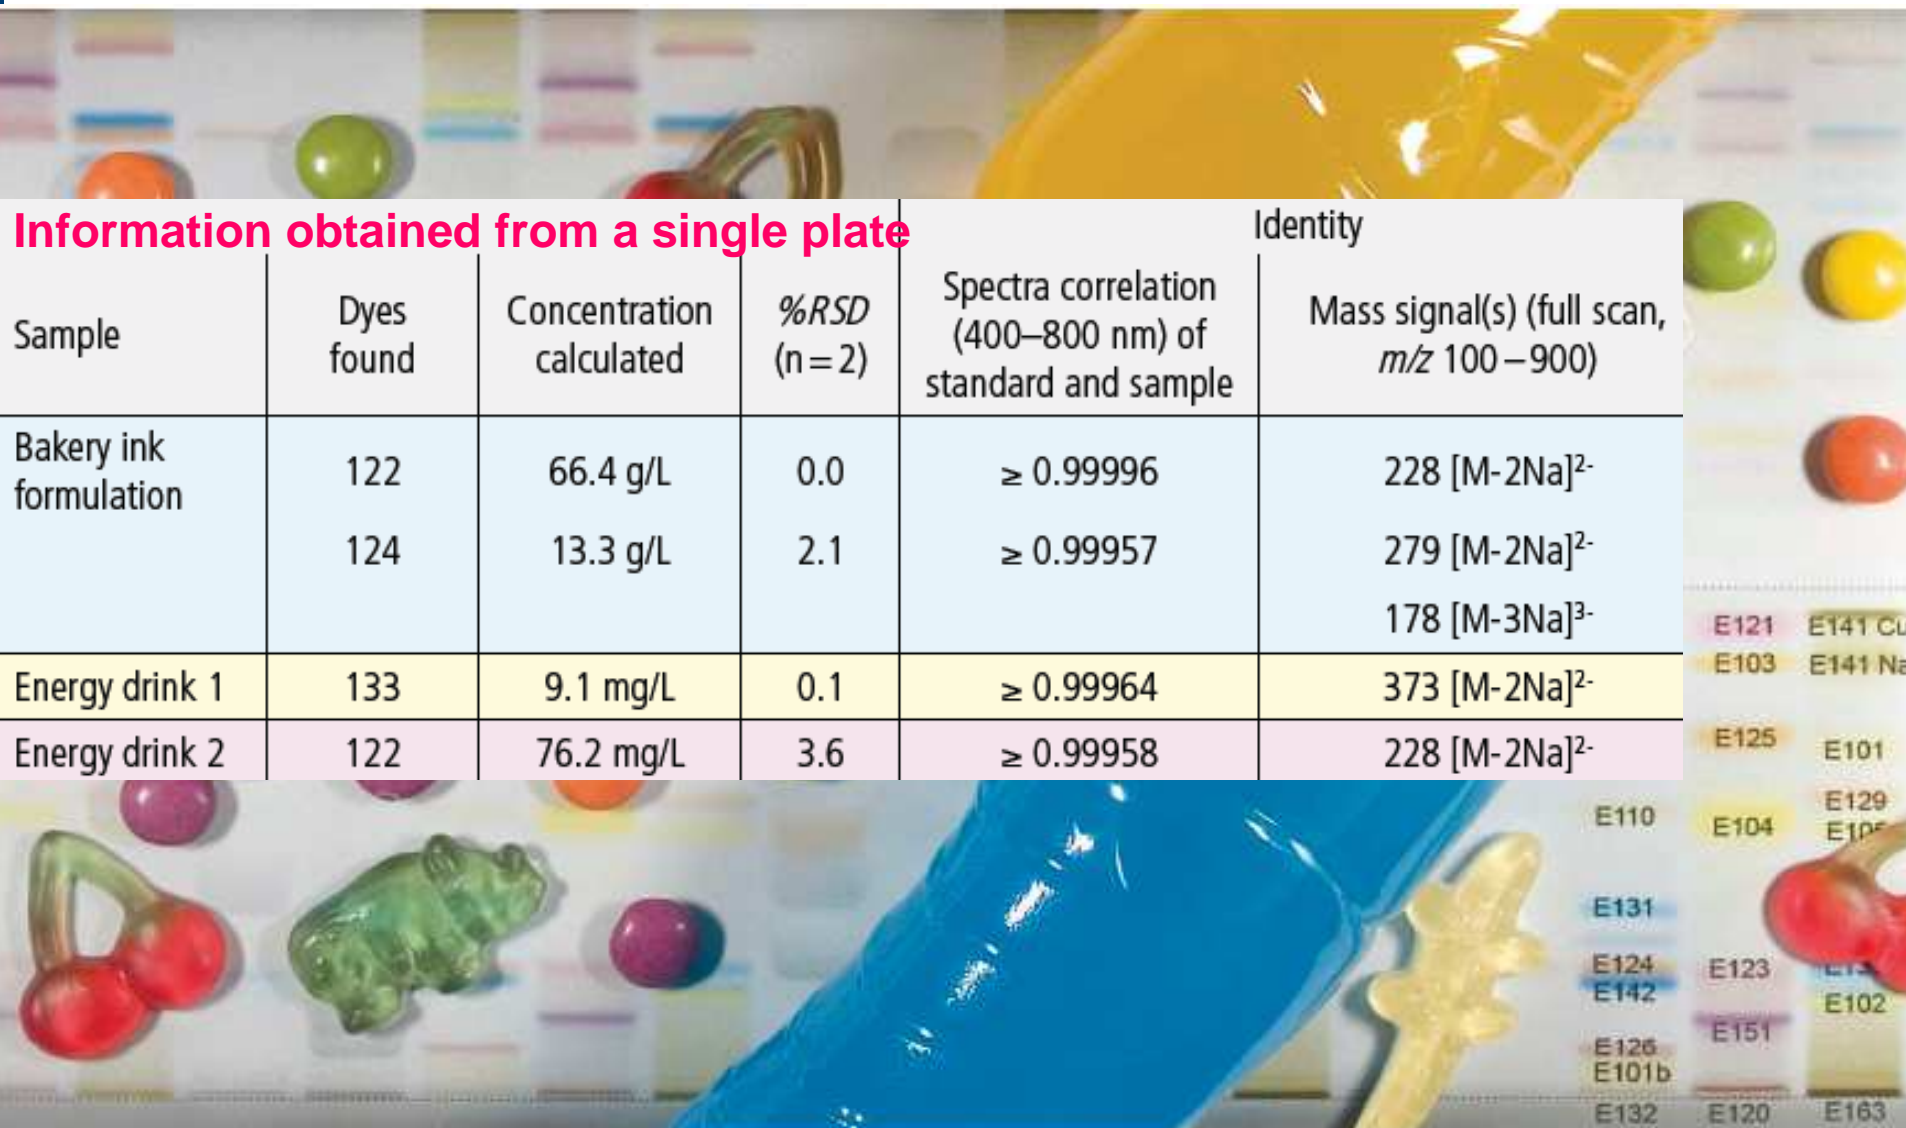 Information obtained from a single plate
Identity
Sample
Dyes found
Concentration calculated
%RSD (n=2)
Spectra correlation (400–800 nm) of standard and sample
Mass signal(s) (full scan, m/z 100–900)
Bakery ink formulation
122 66.4 g/L 0.0 ≥ 0.99996 228 [M-2Na]²⁻
124 13.3 g/L 2.1 ≥ 0.99957 279 [M-2Na]²⁻
178 [M-3Na]³⁻
Energy drink 1 133 9.1 mg/L 0.1 ≥ 0.99964 373 [M-2Na]²⁻
Energy drink 2 122 76.2 mg/L 3.6 ≥ 0.99958 228 [M-2Na]²⁻
E121 E141 Cu
E103 E141 Na
E125 E101
E129
E110 E104
E131
E124 E123
E142 E102
E151
E126
E101b
E132 E120 E163